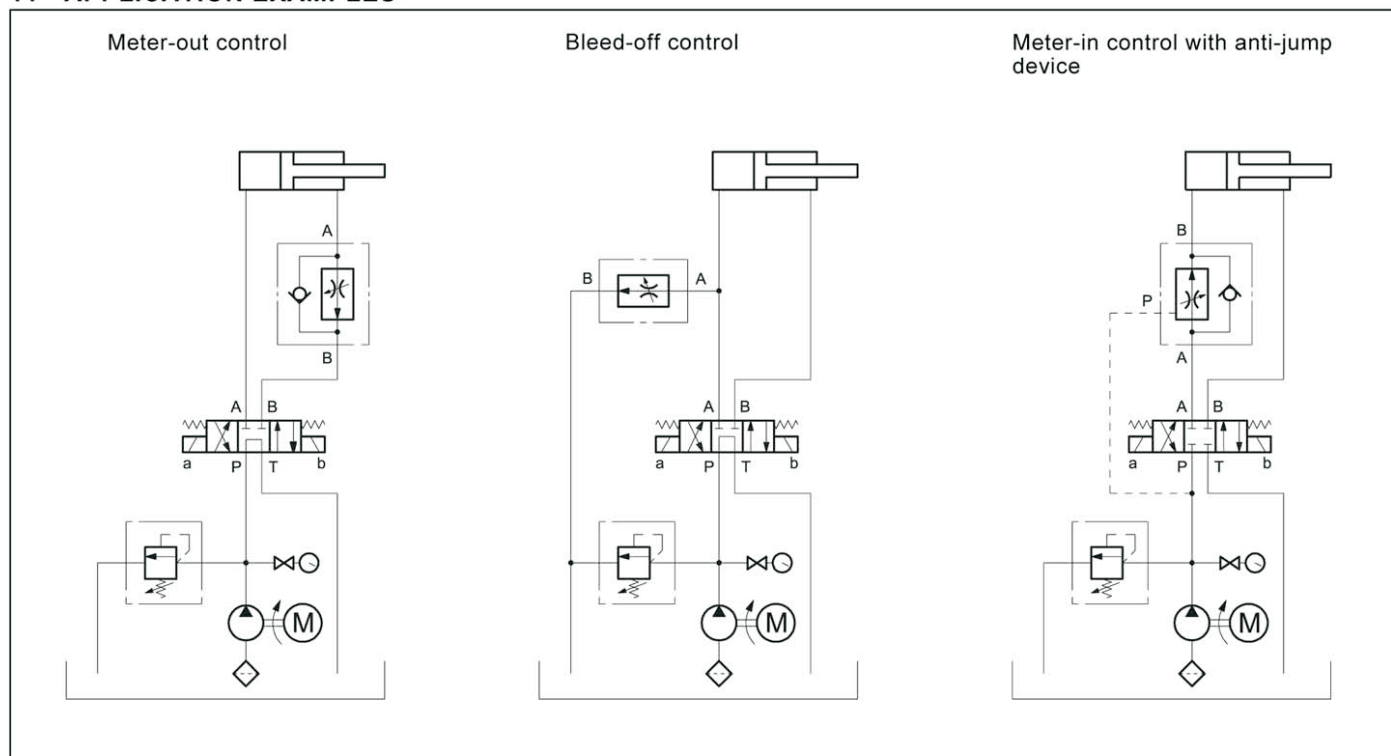 Meter-out control
Bleed-off control
Meter-in control with anti-jump
device
A
B
A B
a P T b
M
B A
A B
a P T b
M
B
P
A
A B
a P T b
M